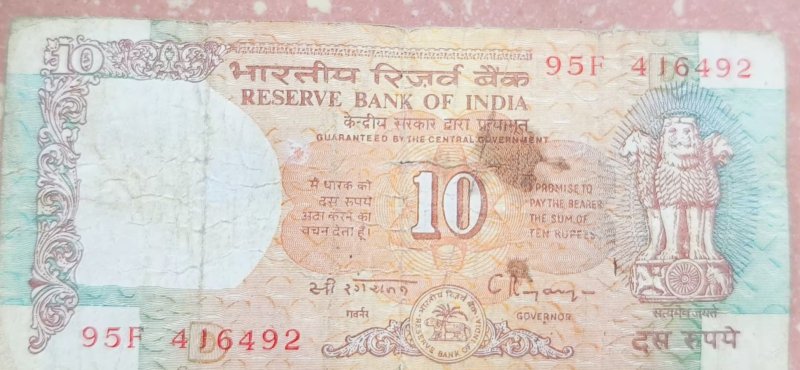 10
भारतीय रिज़र्व बैंक
95F 416492
RESERVE BANK OF INDIA
केन्द्रीय सरकार द्वारा प्रत्याभूत
GUARANTEED BY THE CENTRAL GOVERNMENT
मैं धारक को
दस रुपये
अदा करने का
वचन देता हूँ।
10
I PROMISE TO
PAY THE BEARER
THE SUM OF
TEN RUPEES
गवर्नर
GOVERNOR
भारतीय रिज़र्व बैंक
RESERVE BANK OF INDIA
सत्यमेव जयते
95F 416492
D
दस रुपये